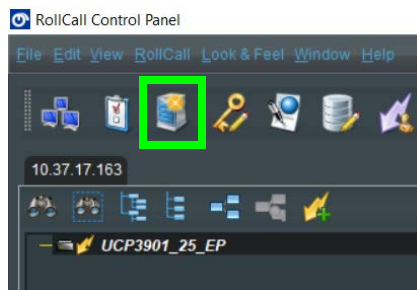 RollCall Control Panel
File Edit View RollCall Look & Feel Window Help
10.37.17.163
UCP3901_25_EP